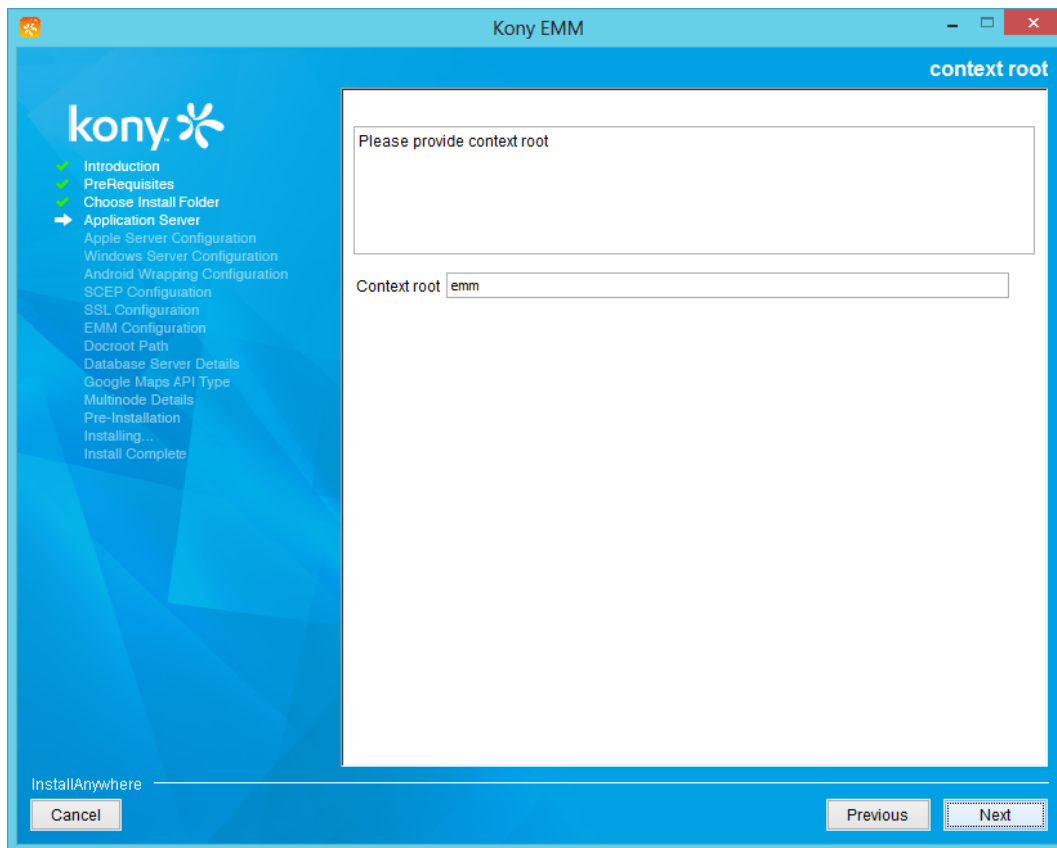 Kony EMM
context root
kony
Introduction
PreRequisites
Choose Install Folder
Application Server
Apple Server Configuration
Windows Server Configuration
Android Wrapping Configuration
SCEP Configuration
SSL Configuration
EMM Configuration
Docroot Path
Database Server Details
Google Maps API Type
Multinode Details
Pre-Installation
Installing...
Install Complete
Please provide context root
Context root emm
InstallAnywhere
Cancel Previous Next